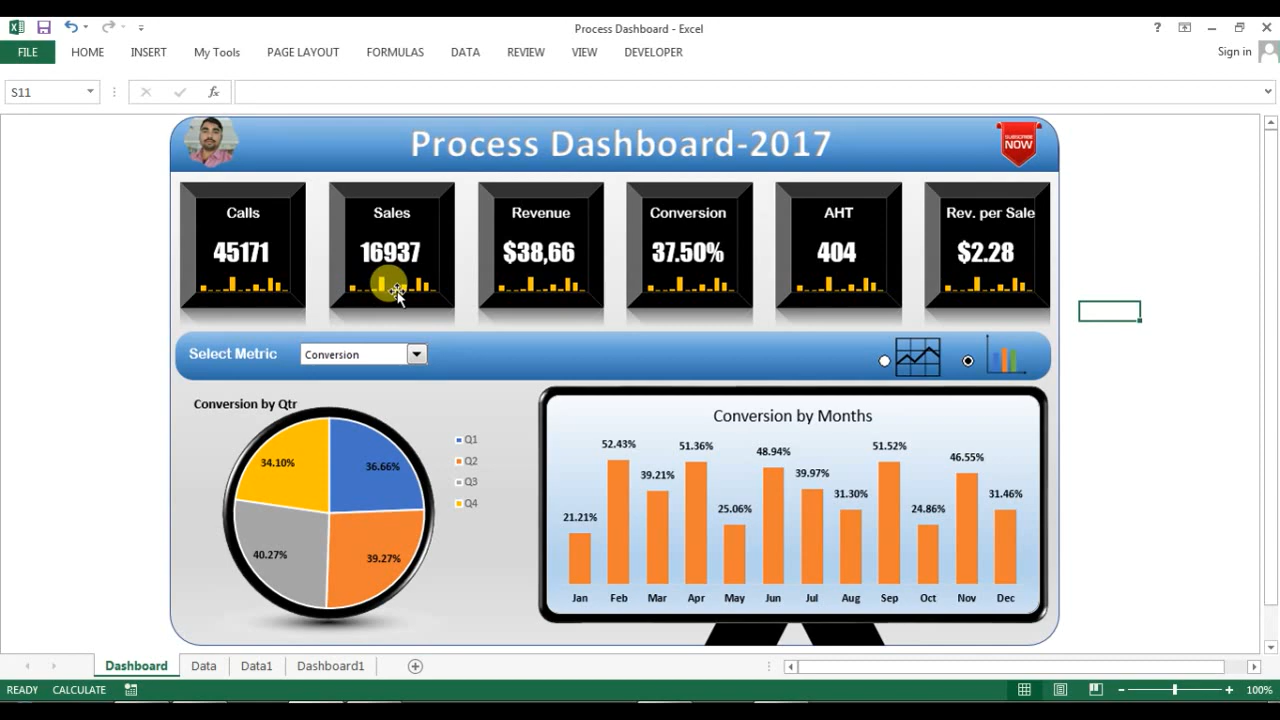 Process Dashboard - Excel
?
Sign in
FILE HOME INSERT My Tools PAGE LAYOUT FORMULAS DATA REVIEW VIEW DEVELOPER
S11 fx
Process Dashboard-2017
SUBSCRIBE
NOW
Calls Sales Revenue Conversion AHT Rev. per Sale
45171 16937 $38,66 37.50% 404 $2.28
Select Metric Conversion
Conversion by Qtr
34.10% 36.66%
40.27% 39.27%
Q1
Q2
Q3
Q4
Conversion by Months
21.21% 52.43% 39.21% 51.36% 25.06% 48.94% 39.97% 31.30% 51.52% 24.86% 46.55% 31.46%
Jan Feb Mar Apr May Jun Jul Aug Sep Oct Nov Dec
Dashboard Data Data1 Dashboard1
READY CALCULATE 100%